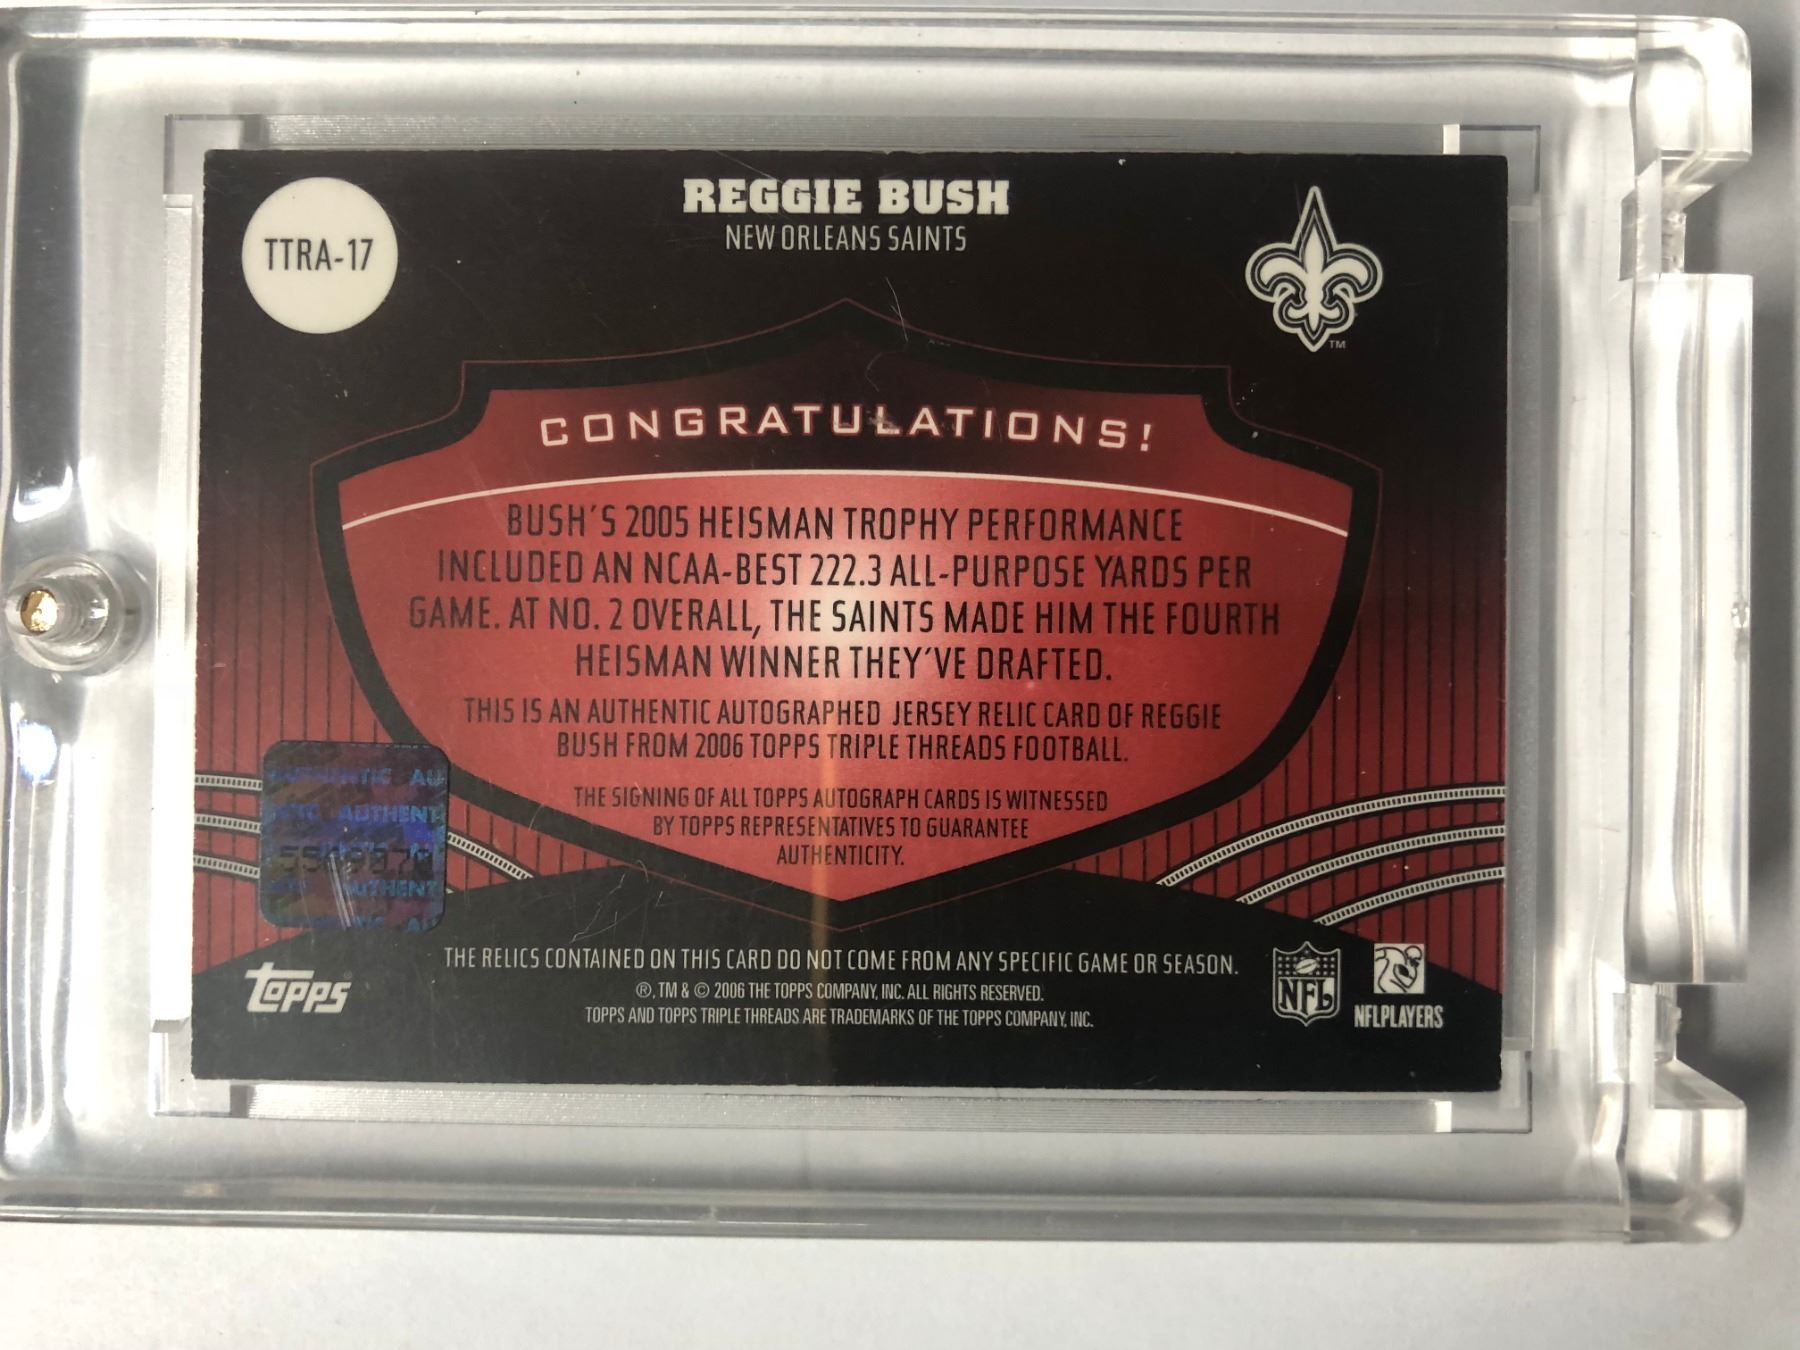 TTRA-17
REGGIE BUSH
NEW ORLEANS SAINTS
TM
CONGRATULATIONS!
BUSH'S 2005 HEISMAN TROPHY PERFORMANCE
INCLUDED AN NCAA-BEST 222.3 ALL-PURPOSE YARDS PER
GAME. AT NO. 2 OVERALL, THE SAINTS MADE HIM THE FOURTH
HEISMAN WINNER THEY'VE DRAFTED.
THIS IS AN AUTHENTIC AUTOGRAPHED JERSEY RELIC CARD OF REGGIE
BUSH FROM 2006 TOPPS TRIPLE THREADS FOOTBALL.
THE SIGNING OF ALL TOPPS AUTOGRAPH CARDS IS WITNESSED
BY TOPPS REPRESENTATIVES TO GUARANTEE
AUTHENTICITY.
AUTHENTIC AU
AUTHENT
AUTHENT
THE RELICS CONTAINED ON THIS CARD DO NOT COME FROM ANY SPECIFIC GAME OR SEASON.
®, TM & © 2006 THE TOPPS COMPANY, INC. ALL RIGHTS RESERVED.
TOPPS AND TOPPS TRIPLE THREADS ARE TRADEMARKS OF THE TOPPS COMPANY, INC.
Topps®
NFL
NFLPLAYERS